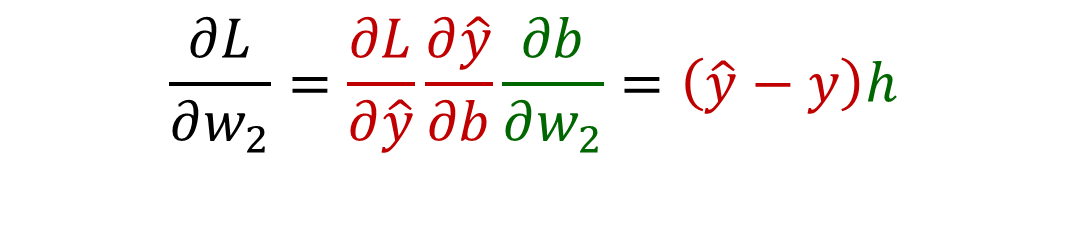 ∂L/∂w₂ = ∂L/∂ŷ ∂ŷ/∂b ∂b/∂w₂ = (ŷ − y)h